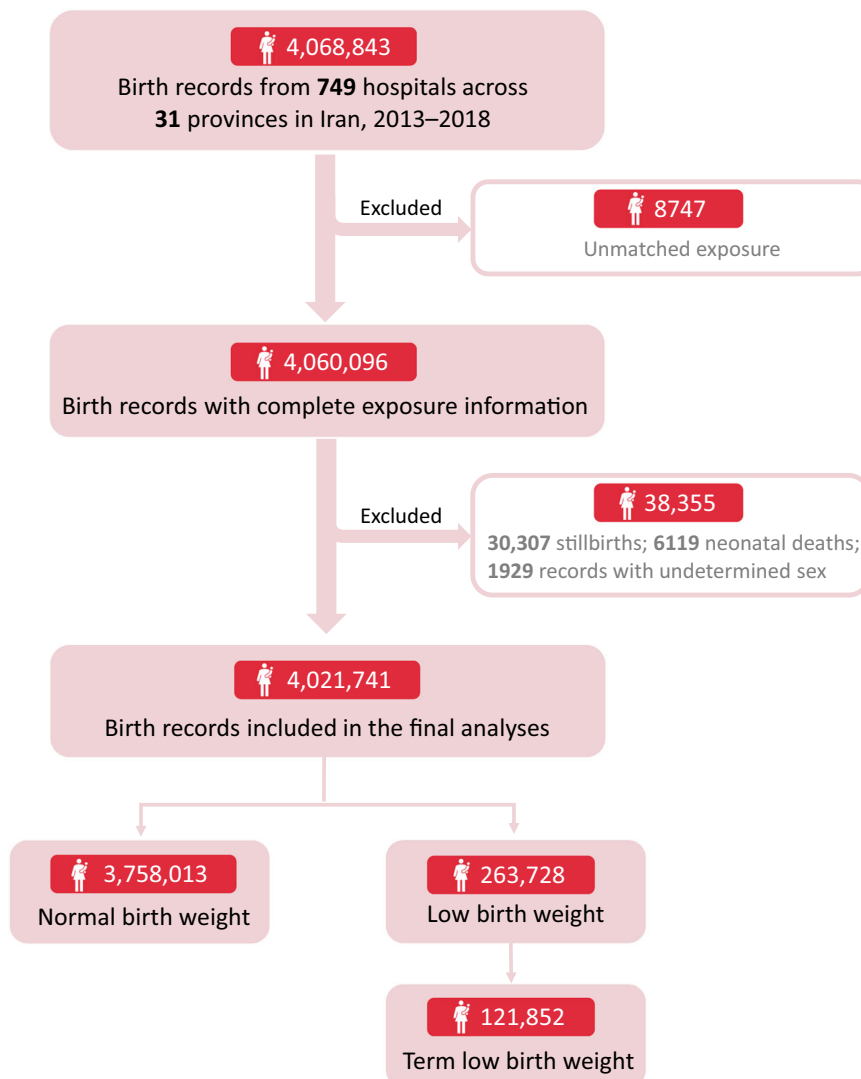 4,068,843
Birth records from 749 hospitals across
31 provinces in Iran, 2013–2018
Excluded
8747
Unmatched exposure
4,060,096
Birth records with complete exposure information
Excluded
38,355
30,307 stillbirths; 6119 neonatal deaths;
1929 records with undetermined sex
4,021,741
Birth records included in the final analyses
3,758,013
Normal birth weight
263,728
Low birth weight
121,852
Term low birth weight